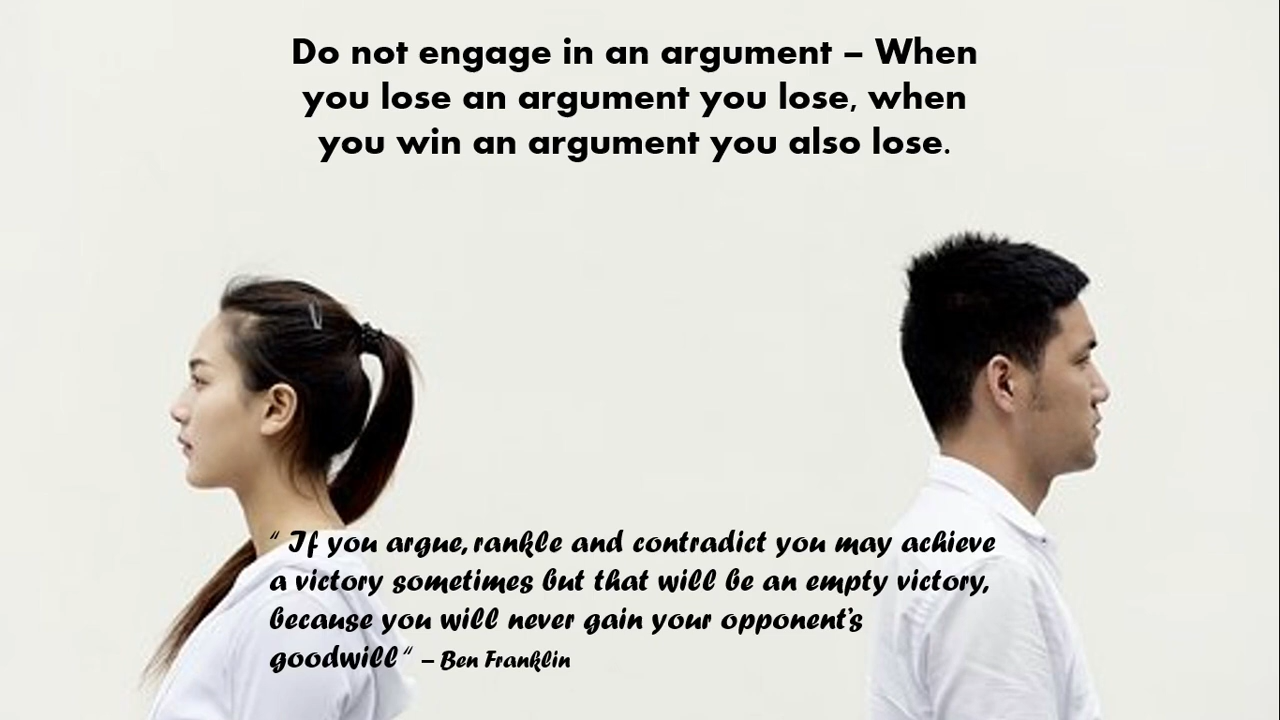 Do not engage in an argument – When
you lose an argument you lose, when
you win an argument you also lose.
“ If you argue, rankle and contradict you may achieve
a victory sometimes but that will be an empty victory,
because you will never gain your opponent’s
goodwill“ – Ben Franklin